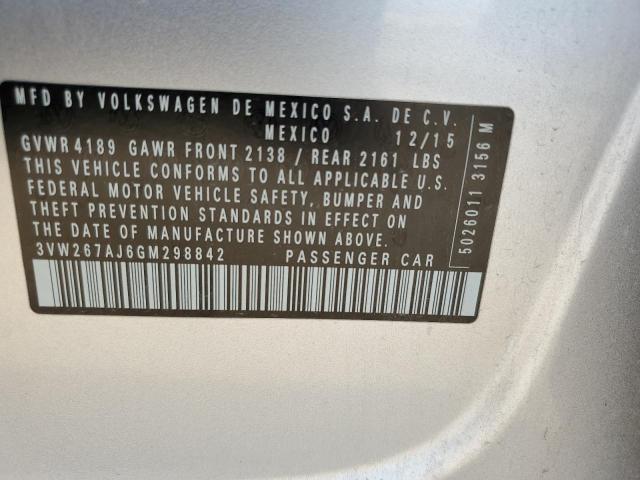 MFD BY VOLKSWAGEN DE MEXICO S.A. DE C.V.
MEXICO 12/15
GVWR 4189 GAWR FRONT 2138 / REAR 2161 LBS
THIS VEHICLE CONFORMS TO ALL APPLICABLE U.S.
FEDERAL MOTOR VEHICLE SAFETY, BUMPER AND
THEFT PREVENTION STANDARDS IN EFFECT ON
THE DATE OF MANUFACTURE SHOWN ABOVE.
3VW267AJ6GM298842 PASSENGER CAR
5026011 3156 M